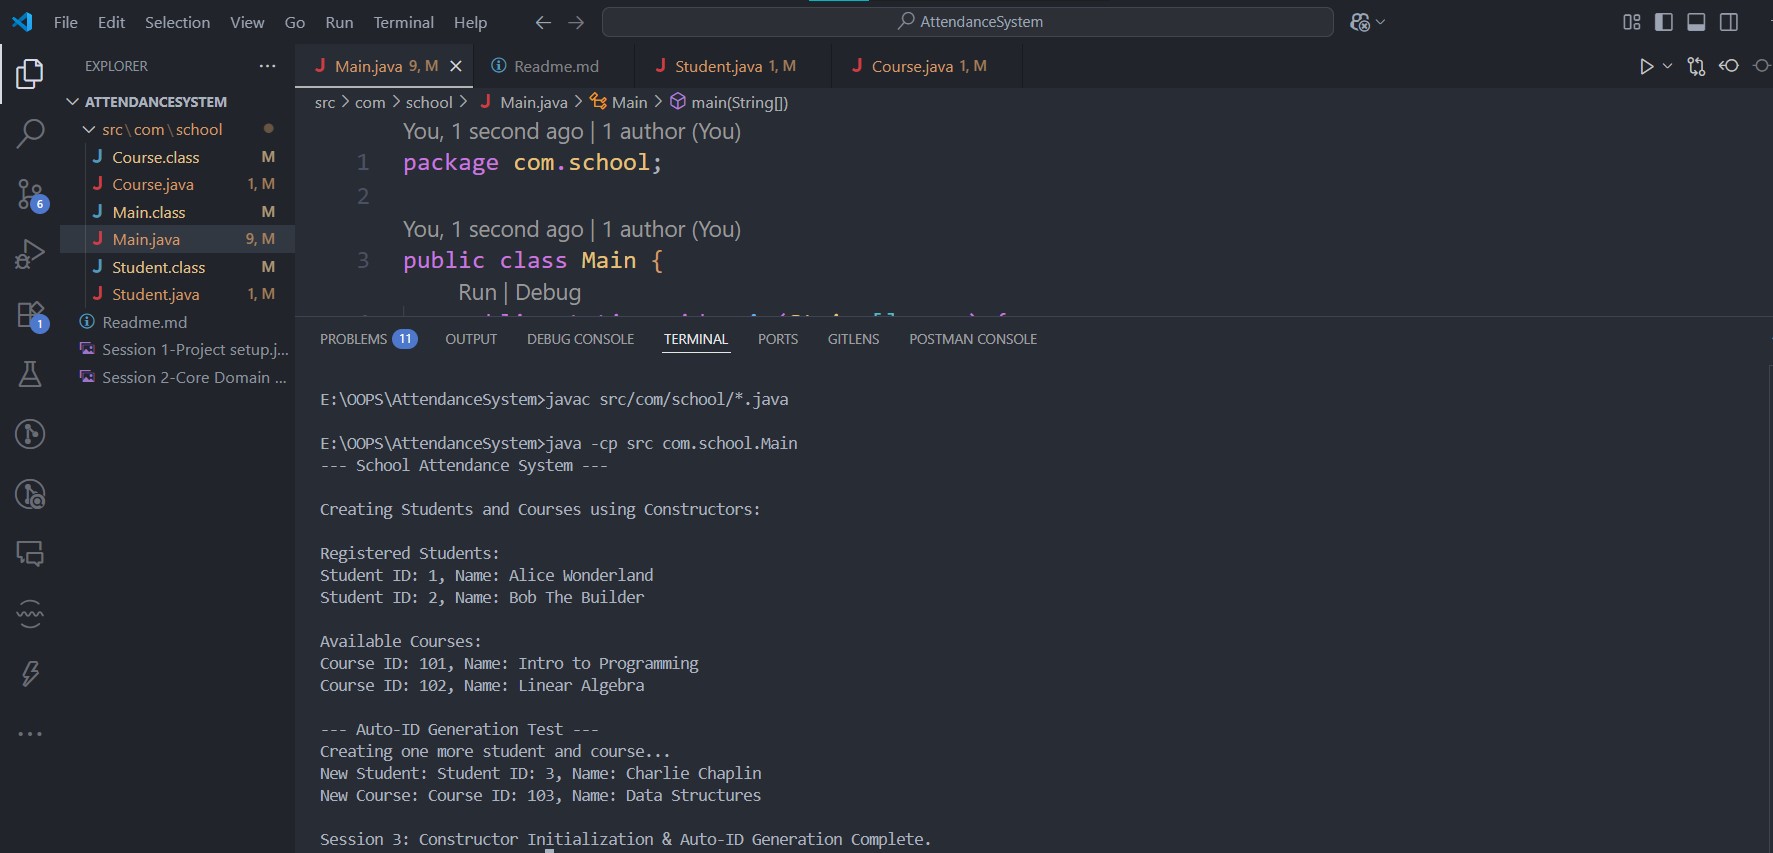 File Edit Selection View Go Run Terminal Help
AttendanceSystem
EXPLORER
ATTENDANCESYSTEM
src\com\school
Course.class M
Course.java 1, M
Main.class M
Main.java 9, M
Student.class M
Student.java 1, M
Readme.md
Session 1-Project setup.j...
Session 2-Core Domain ...
6
1
Main.java 9, M
Readme.md
Student.java 1, M
Course.java 1, M
src > com > school > Main.java > Main > main(String[])
You, 1 second ago | 1 author (You)
1 package com.school;
2
You, 1 second ago | 1 author (You)
3 public class Main {
Run | Debug
PROBLEMS 11 OUTPUT DEBUG CONSOLE TERMINAL PORTS GITLENS POSTMAN CONSOLE
E:\OOPS\AttendanceSystem>javac src/com/school/*.java
E:\OOPS\AttendanceSystem>java -cp src com.school.Main
--- School Attendance System ---
Creating Students and Courses using Constructors:
Registered Students:
Student ID: 1, Name: Alice Wonderland
Student ID: 2, Name: Bob The Builder
Available Courses:
Course ID: 101, Name: Intro to Programming
Course ID: 102, Name: Linear Algebra
--- Auto-ID Generation Test ---
Creating one more student and course...
New Student: Student ID: 3, Name: Charlie Chaplin
New Course: Course ID: 103, Name: Data Structures
Session 3: Constructor Initialization & Auto-ID Generation Complete.